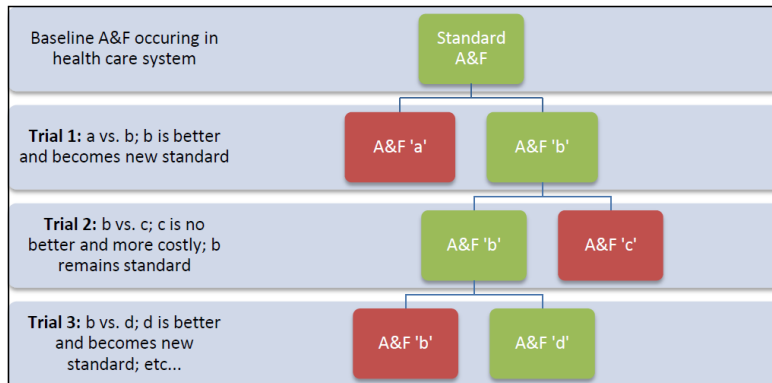 Baseline A&F occuring in
health care system
Standard
A&F
Trial 1: a vs. b; b is better
and becomes new standard
A&F 'a'
A&F 'b'
Trial 2: b vs. c; c is no
better and more costly; b
remains standard
A&F 'b'
A&F 'c'
Trial 3: b vs. d; d is better
and becomes new
standard; etc...
A&F 'b'
A&F 'd'